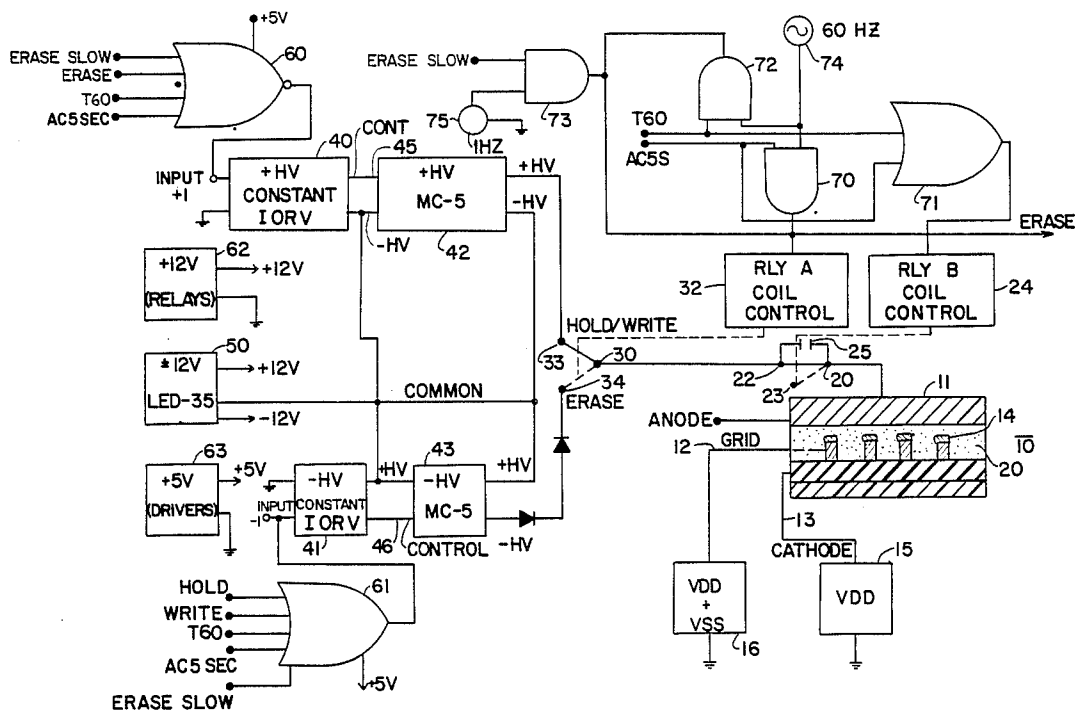 +5V
60
ERASE SLOW
ERASE
T60
AC5SEC
ERASE SLOW
75
1HZ
73
72
60 HZ
74
T60
AC5S
70
71
ERASE
INPUT
+1
40
+HV
CONSTANT
I OR V
CONT
45
-HV
+HV
MC-5
42
+HV
-HV
62
+12V
(RELAYS)
+12V
32
RLY A
COIL
CONTROL
RLY B
COIL
CONTROL
24
HOLD/WRITE
33
30
34
ERASE
25
22
23
20
50
±12V
LED-35
+12V
-12V
COMMON
11
14
ANODE
12
GRID
10
20
13
CATHODE
63
+5V
(DRIVERS)
+5V
INPUT
-1
-HV
CONSTANT
I OR V
41
+HV
43
-HV
MC-5
+HV
-HV
46
CONTROL
VDD
+
VSS
16
15
VDD
HOLD
WRITE
T60
AC5 SEC
ERASE SLOW
61
+5V